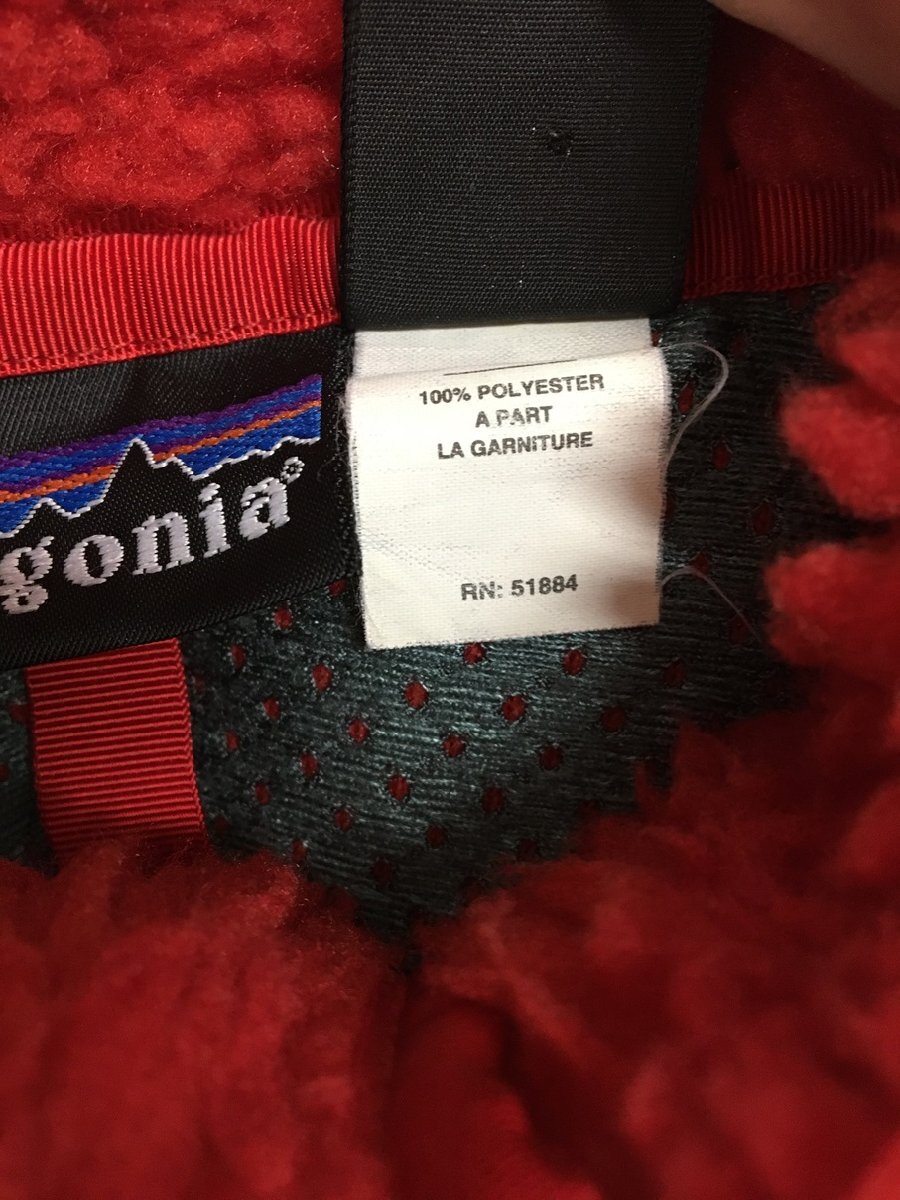 gonia®
100% POLYESTER
A PART
LA GARNITURE
RN: 51884